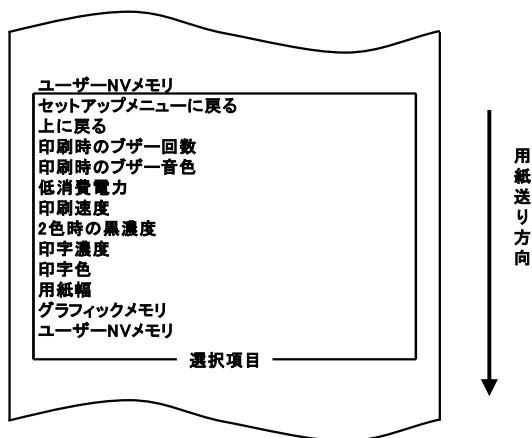 ユーザーNVメモリ
セットアップメニューに戻る
上に戻る
印刷時のブザー回数
印刷時のブザー音色
低消費電力
印刷速度
2色時の黒濃度
印字濃度
印字色
用紙幅
グラフィックメモリ
ユーザーNVメモリ
選択項目
用紙送り方向